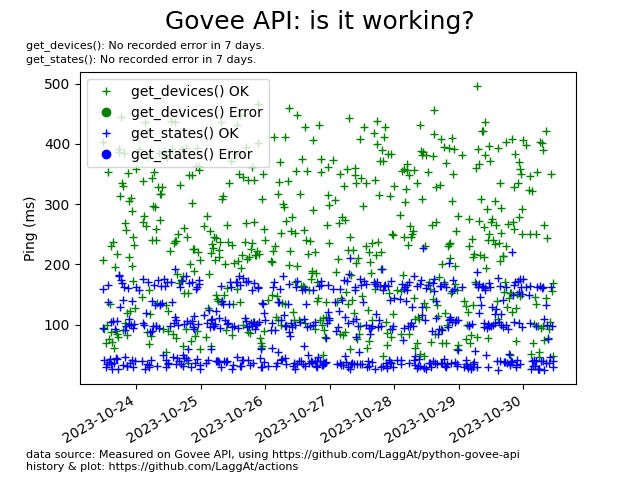 Govee API: is it working?
get_devices(): No recorded error in 7 days.
get_states(): No recorded error in 7 days.
get_devices() OK
get_devices() Error
get_states() OK
get_states() Error
Ping (ms)
500
400
300
200
100
2023-10-24
2023-10-25
2023-10-26
2023-10-27
2023-10-28
2023-10-29
2023-10-30
data source: Measured on Govee API, using https://github.com/LaggAt/python-govee-api
history & plot: https://github.com/LaggAt/actions